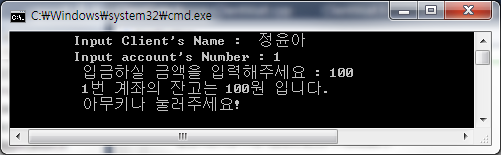 C:\Windows\system32\cmd.exe
Input Client's Name :  정윤아
Input account's Number : 1
입금하실 금액을 입력해주세요 : 100
1번 계좌의 잔고는 100원 입니다.
아무키나 눌러주세요!